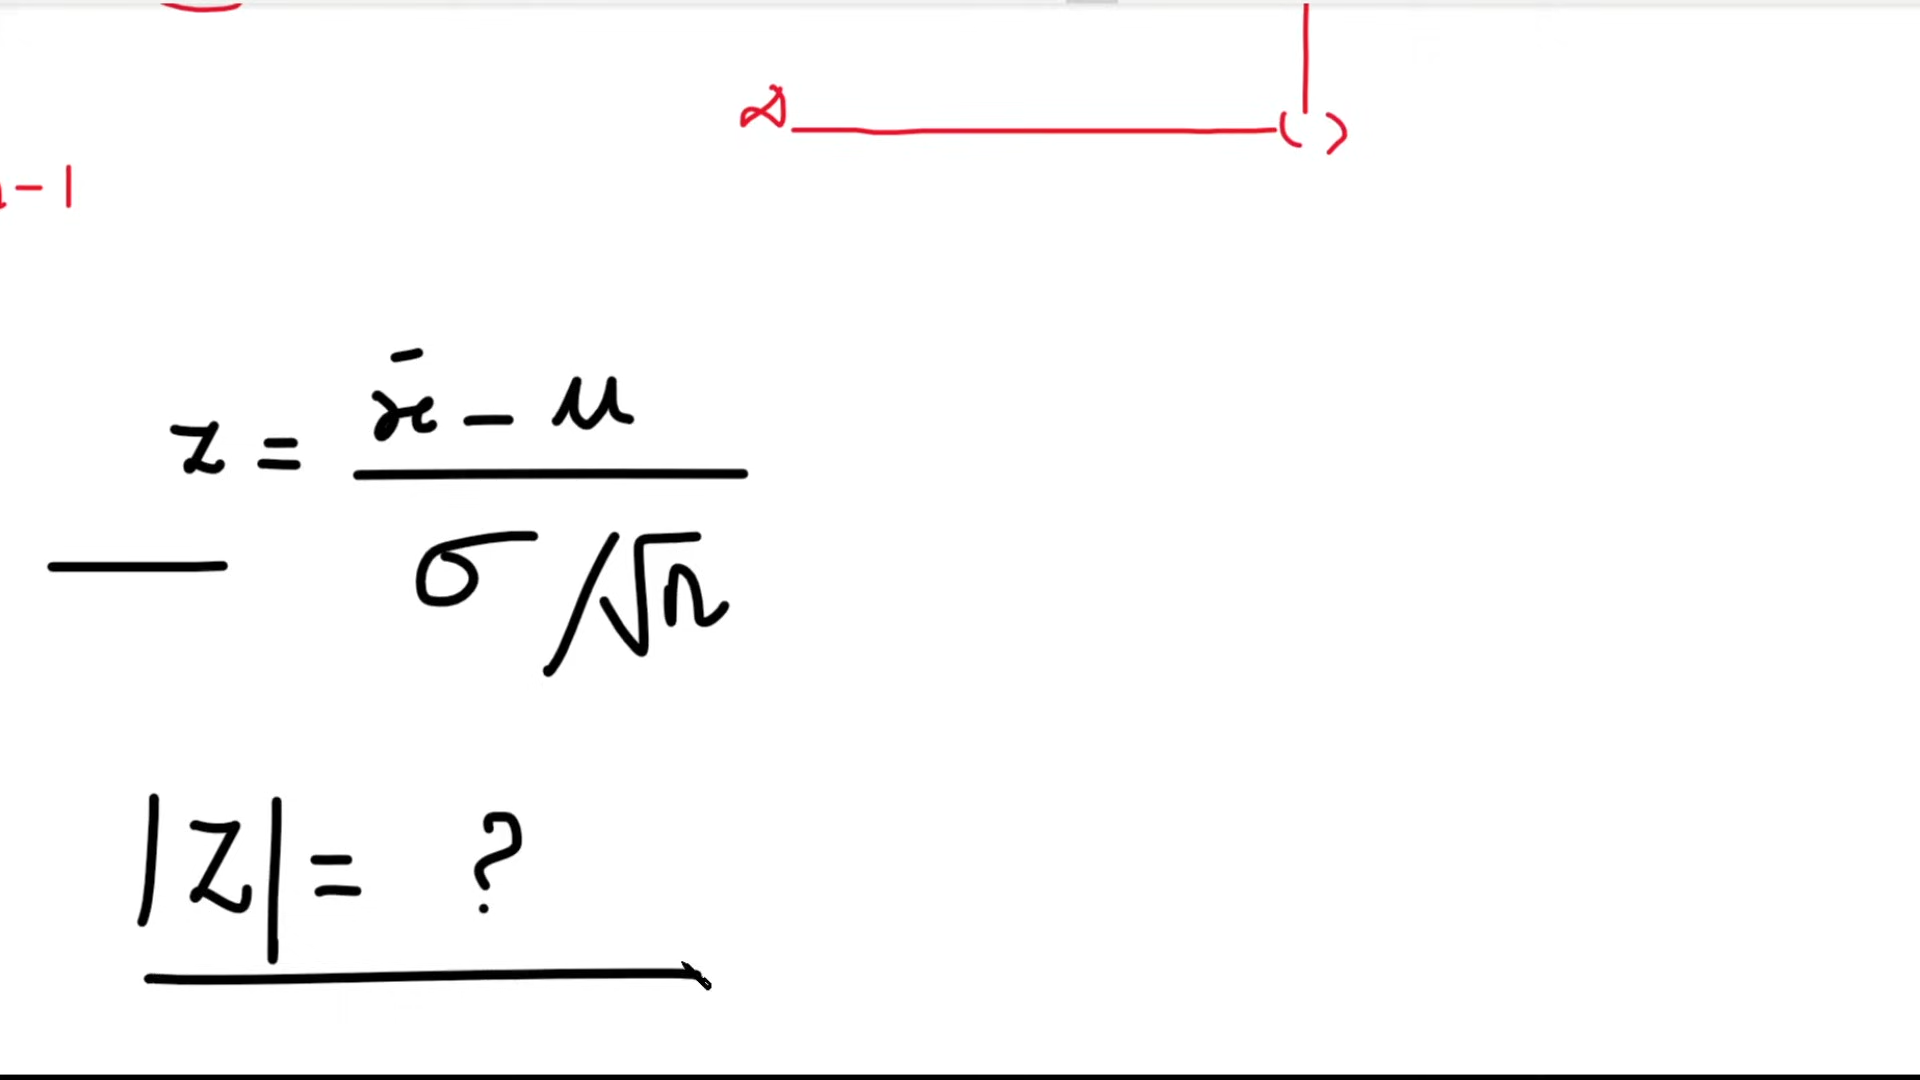 α ( )
-1
z = x̄ - μ
σ/√n
|Z| = ?